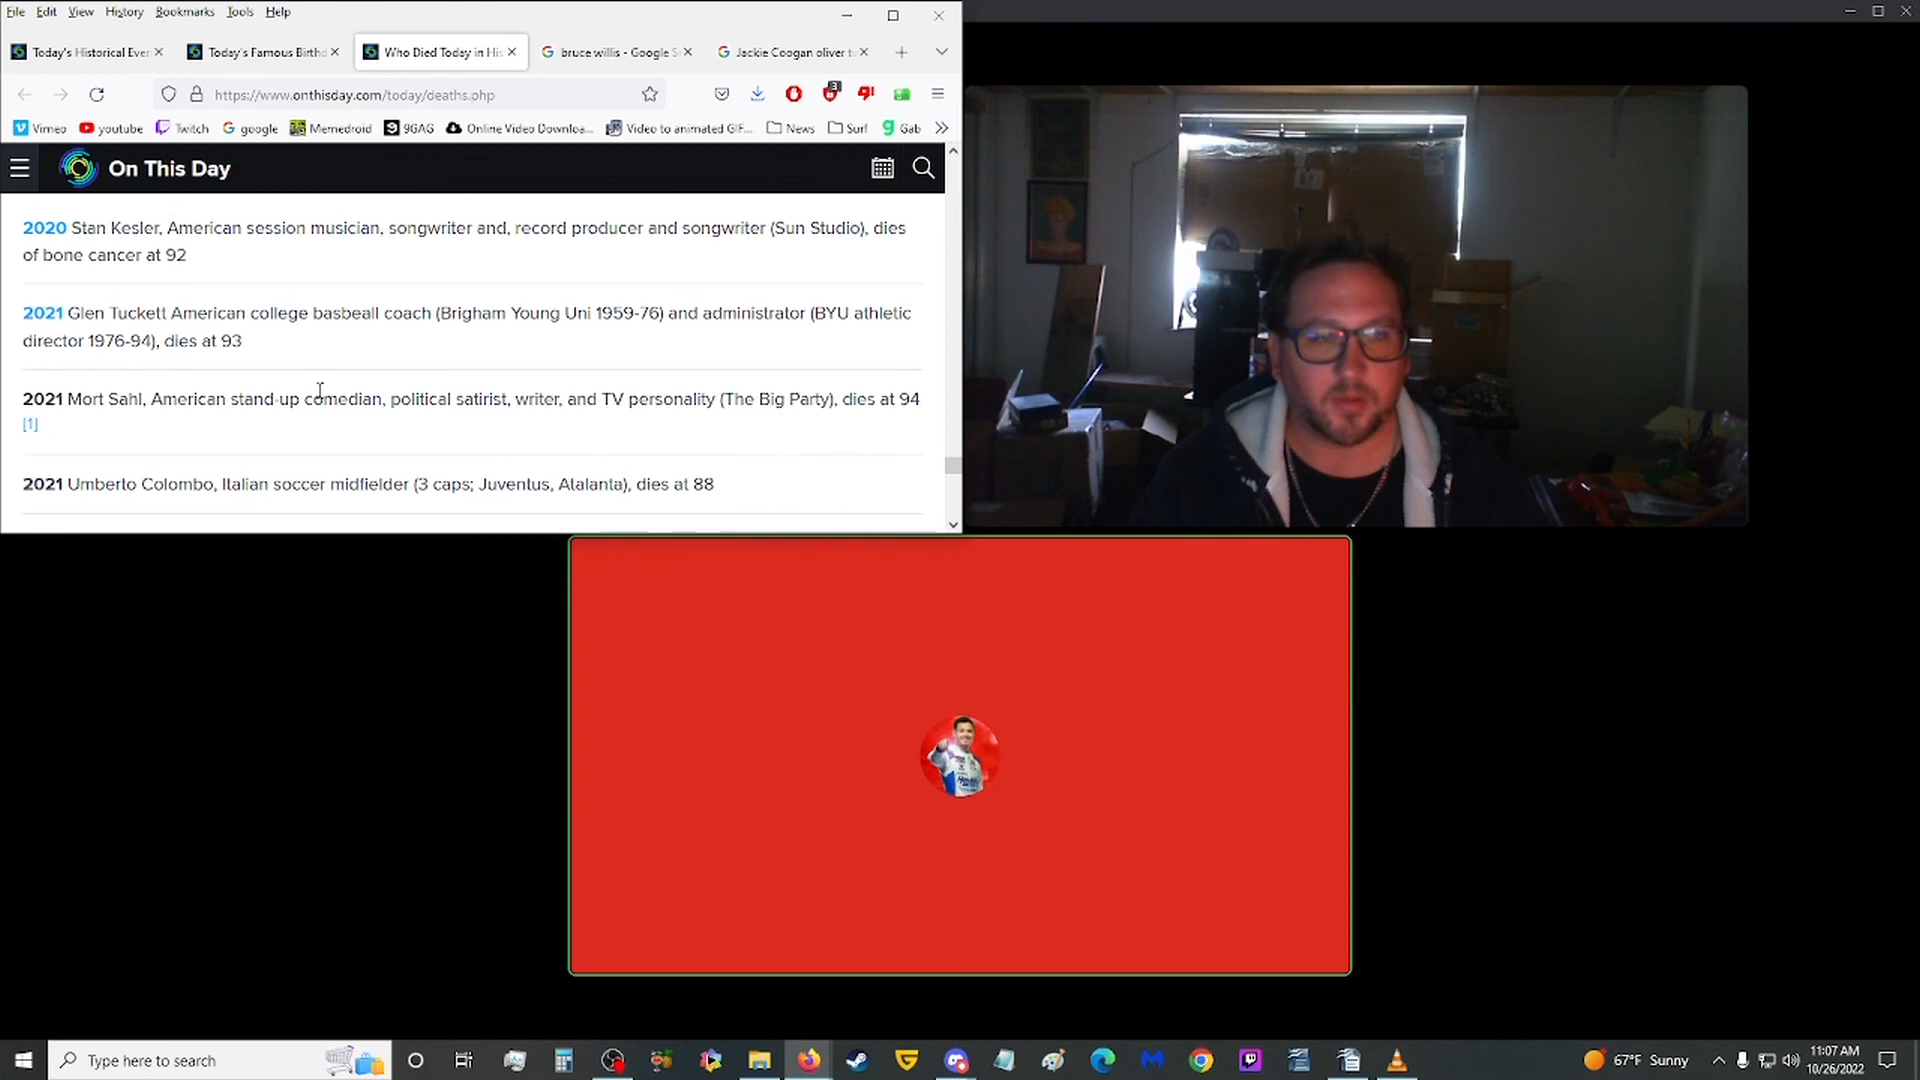 File Edit View History Bookmarks Tools Help
Today's Historical Even
Today's Famous Birthd
Who Died Today in His
bruce willis - Google S
Jackie Coogan oliver tw
https://www.onthisday.com/today/deaths.php
3
Vimeo youtube Twitch google Memedroid 9GAG Online Video Downloa... Video to animated GIF... News Surf Gab
On This Day
2020 Stan Kesler, American session musician, songwriter and, record producer and songwriter (Sun Studio), dies
of bone cancer at 92
2021 Glen Tuckett American college basbeall coach (Brigham Young Uni 1959-76) and administrator (BYU athletic
director 1976-94), dies at 93
2021 Mort Sahl, American stand-up comedian, political satirist, writer, and TV personality (The Big Party), dies at 94
[1]
2021 Umberto Colombo, Italian soccer midfielder (3 caps; Juventus, Atalanta), dies at 88
Type here to search
67°F Sunny
11:07 AM
10/26/2022